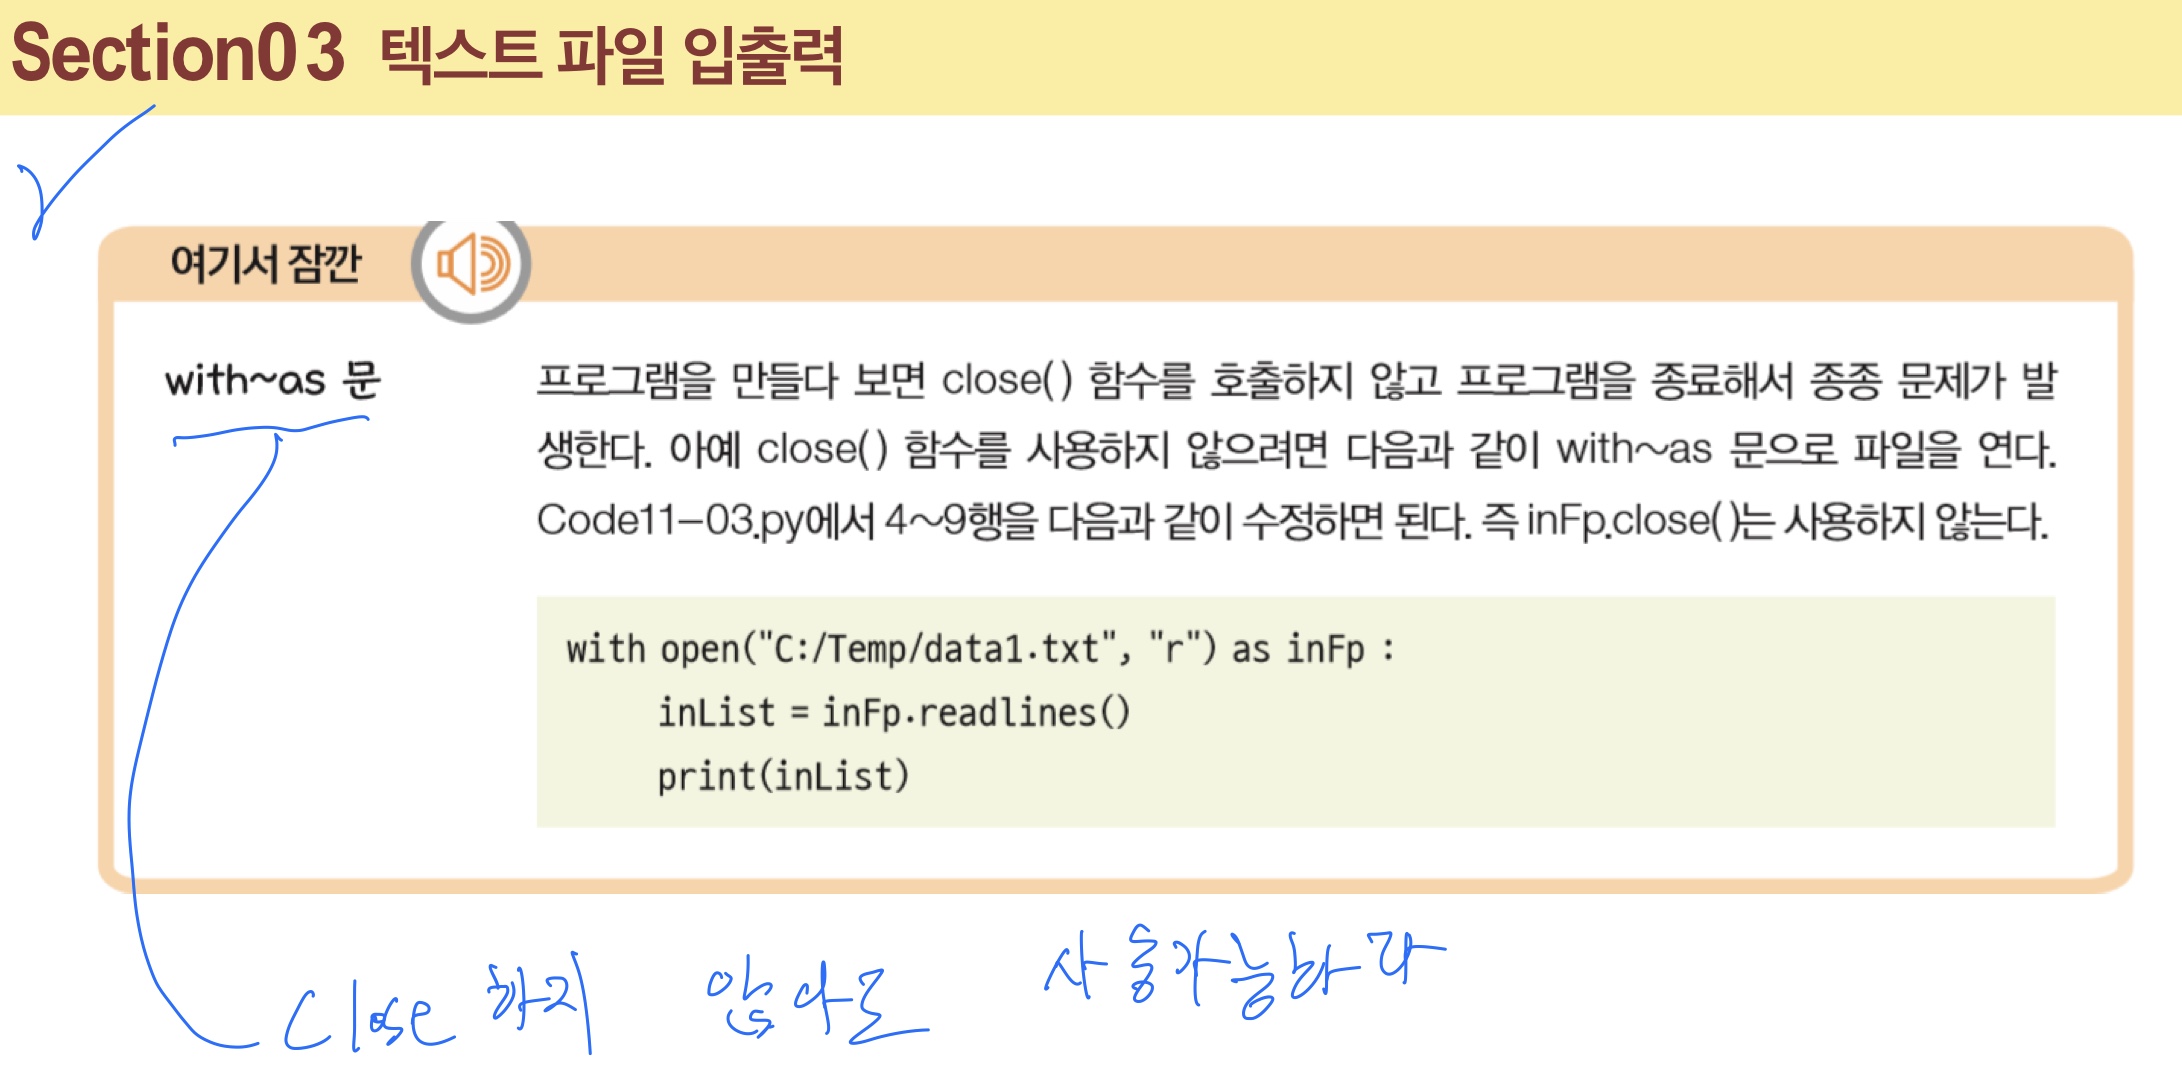 Section03 텍스트 파일 입출력
여기서 잠깐
with~as 문
프로그램을 만들다 보면 close() 함수를 호출하지 않고 프로그램을 종료해서 종종 문제가 발
생한다. 아예 close() 함수를 사용하지 않으려면 다음과 같이 with~as 문으로 파일을 연다.
Code11-03.py에서 4~9행을 다음과 같이 수정하면 된다. 즉 inFp.close()는 사용하지 않는다.
with open("C:/Temp/data1.txt", "r") as inFp :
inList = inFp.readlines()
print(inList)
Close 하지 않아도 사용가능하다